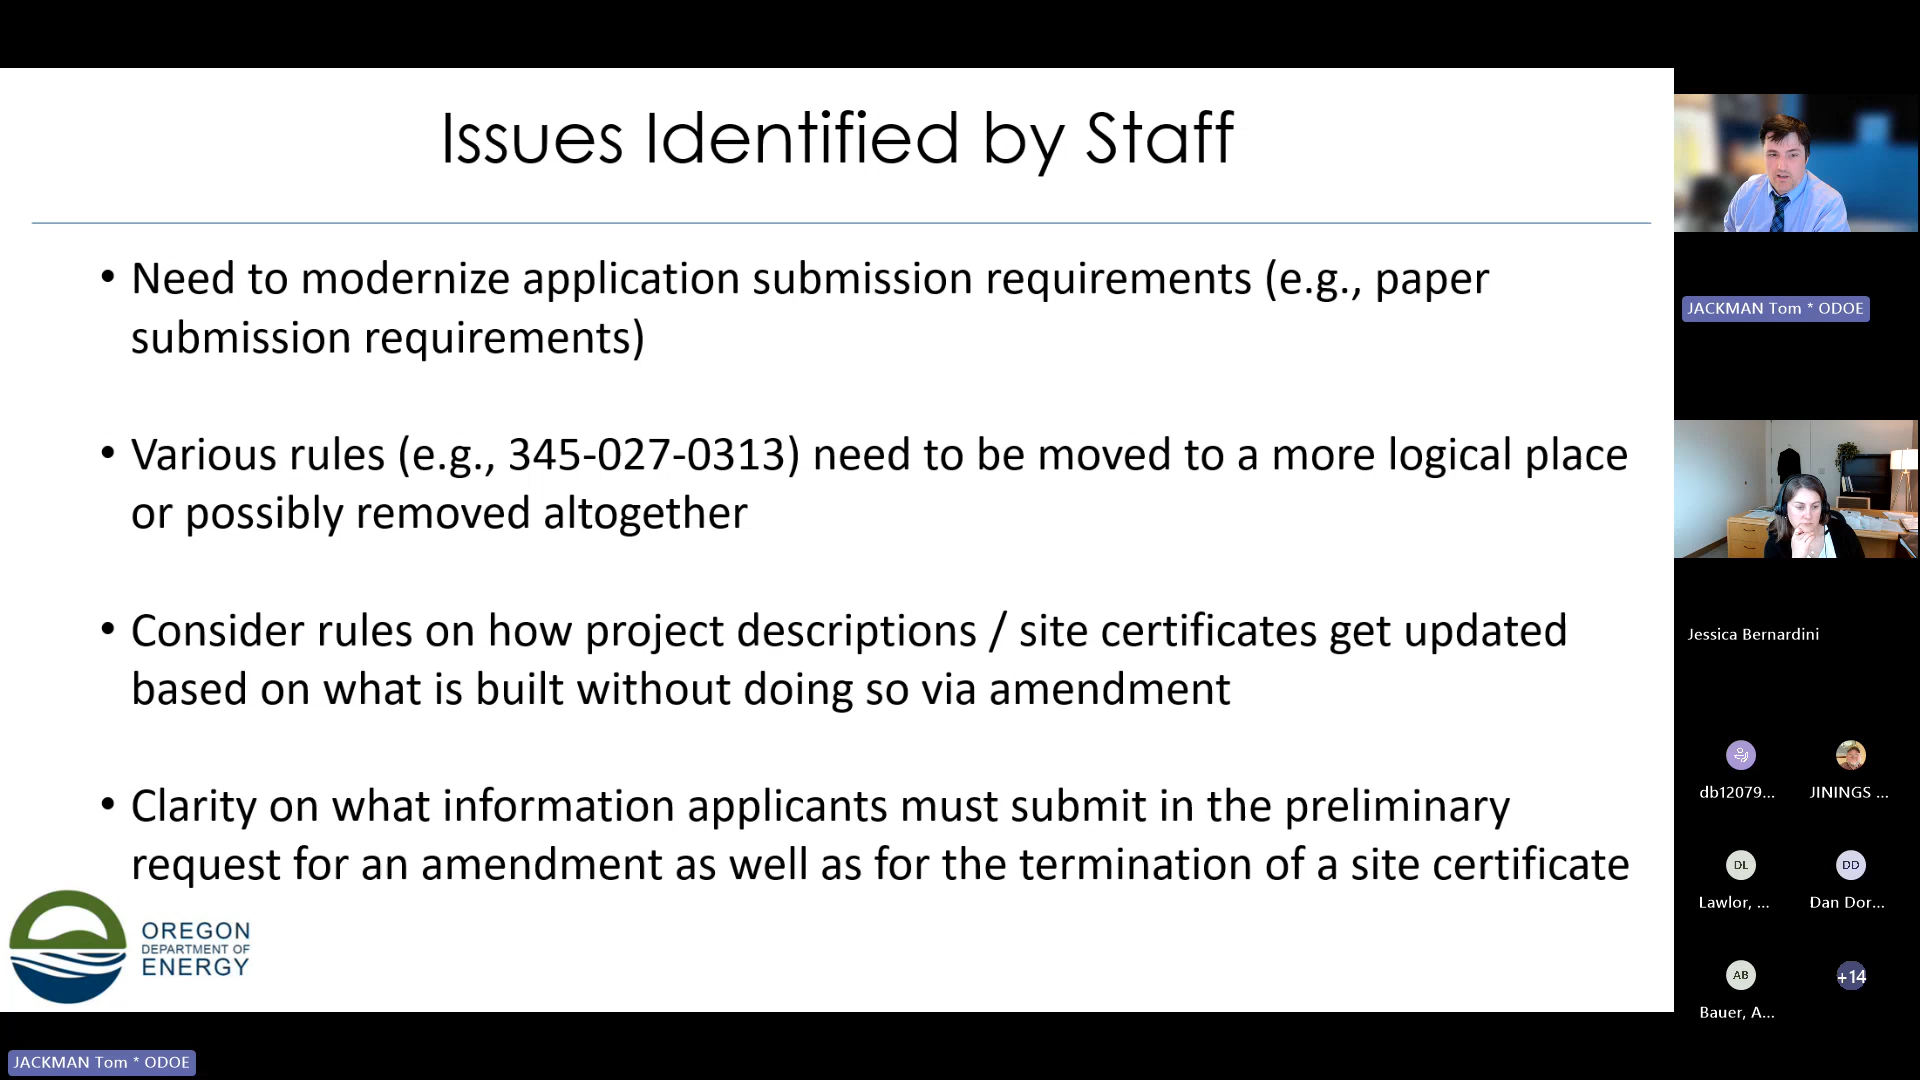 Issues Identified by Staff
• Need to modernize application submission requirements (e.g., paper
submission requirements)
• Various rules (e.g., 345-027-0313) need to be moved to a more logical place
or possibly removed altogether
• Consider rules on how project descriptions / site certificates get updated
based on what is built without doing so via amendment
• Clarity on what information applicants must submit in the preliminary
request for an amendment as well as for the termination of a site certificate
OREGON
DEPARTMENT OF
ENERGY
JACKMAN Tom * ODOE
JACKMAN Tom * ODOE
Jessica Bernardini
db12079...
JININGS ...
DL
DD
Lawlor, ...
Dan Dor...
AB
+14
Bauer, A...